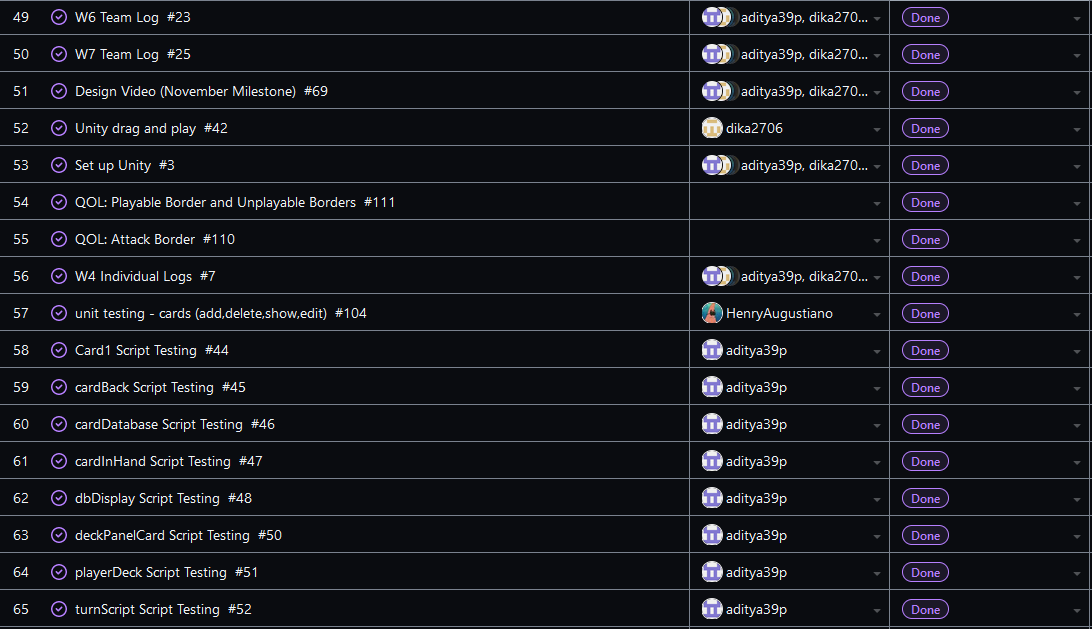 49 W6 Team Log #23 aditya39p, dika270... Done
50 W7 Team Log #25 aditya39p, dika270... Done
51 Design Video (November Milestone) #69 aditya39p, dika270... Done
52 Unity drag and play #42 dika2706 Done
53 Set up Unity #3 aditya39p, dika270... Done
54 QOL: Playable Border and Unplayable Borders #111 Done
55 QOL: Attack Border #110 Done
56 W4 Individual Logs #7 aditya39p, dika270... Done
57 unit testing - cards (add,delete,show,edit) #104 HenryAugustiano Done
58 Card1 Script Testing #44 aditya39p Done
59 cardBack Script Testing #45 aditya39p Done
60 cardDatabase Script Testing #46 aditya39p Done
61 cardInHand Script Testing #47 aditya39p Done
62 dbDisplay Script Testing #48 aditya39p Done
63 deckPanelCard Script Testing #50 aditya39p Done
64 playerDeck Script Testing #51 aditya39p Done
65 turnScript Script Testing #52 aditya39p Done